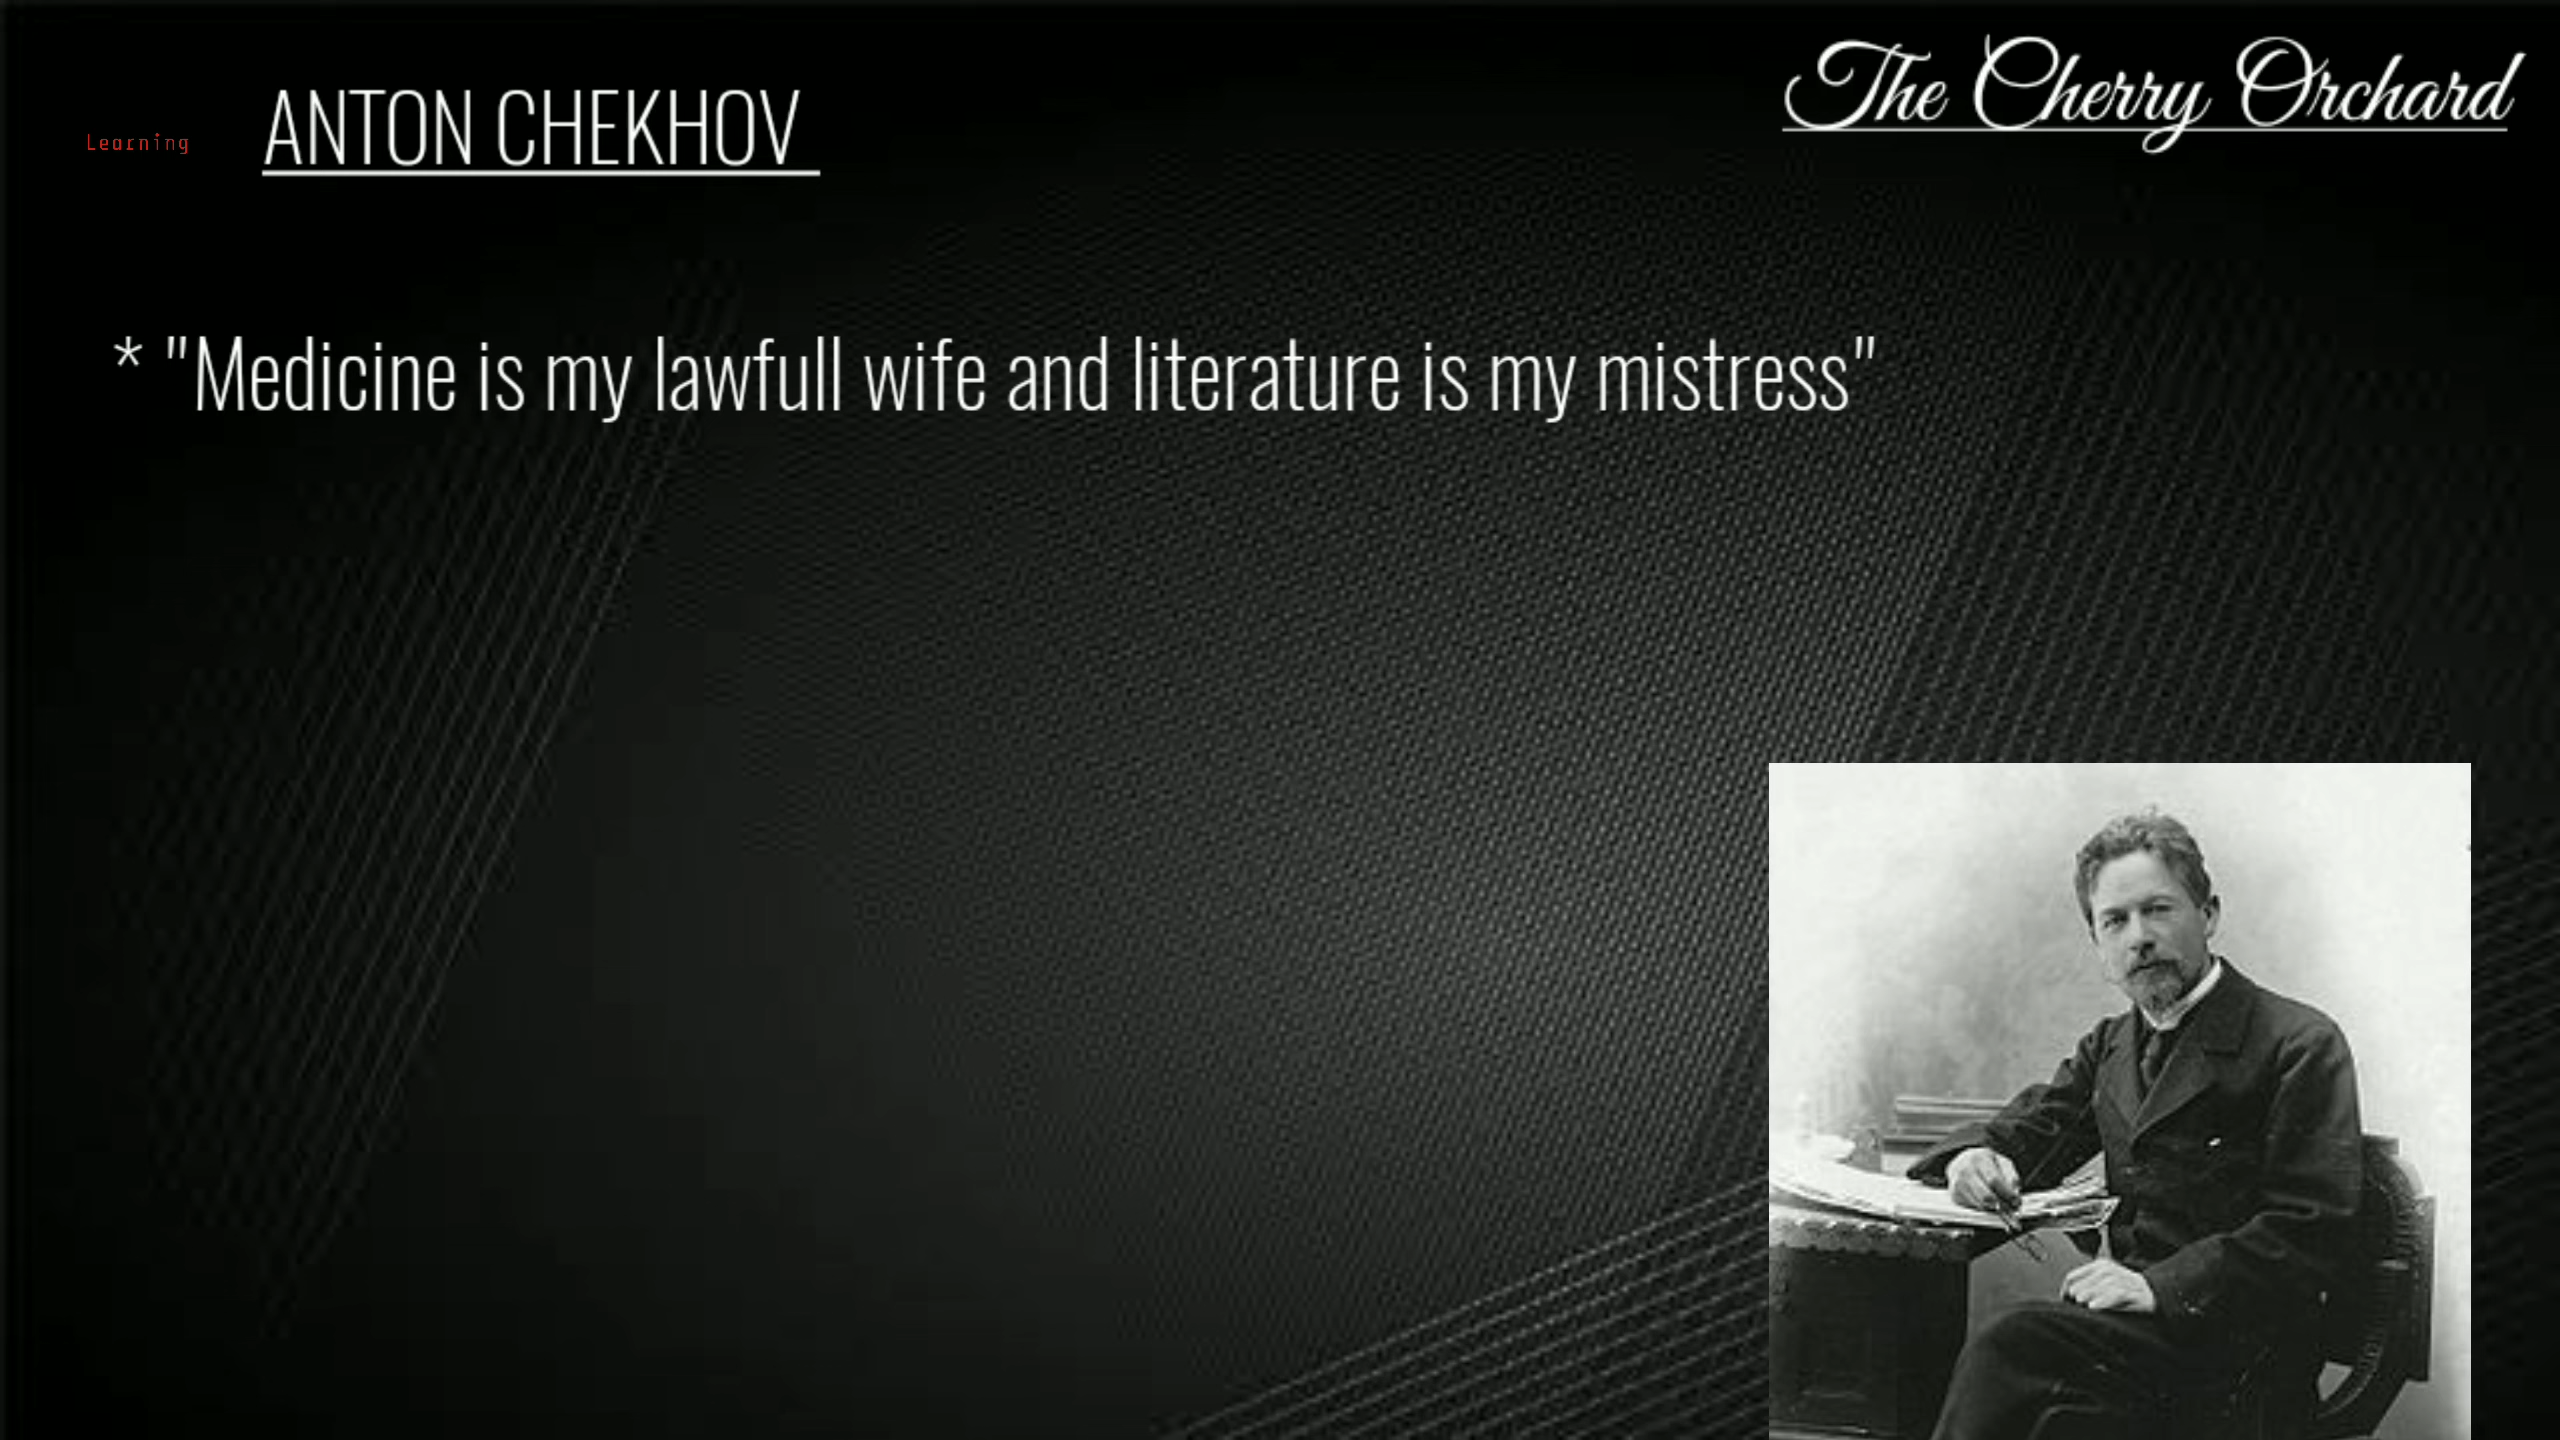 The Cherry Orchard
Learning ANTON CHEKHOV
* "Medicine is my lawfull wife and literature is my mistress"